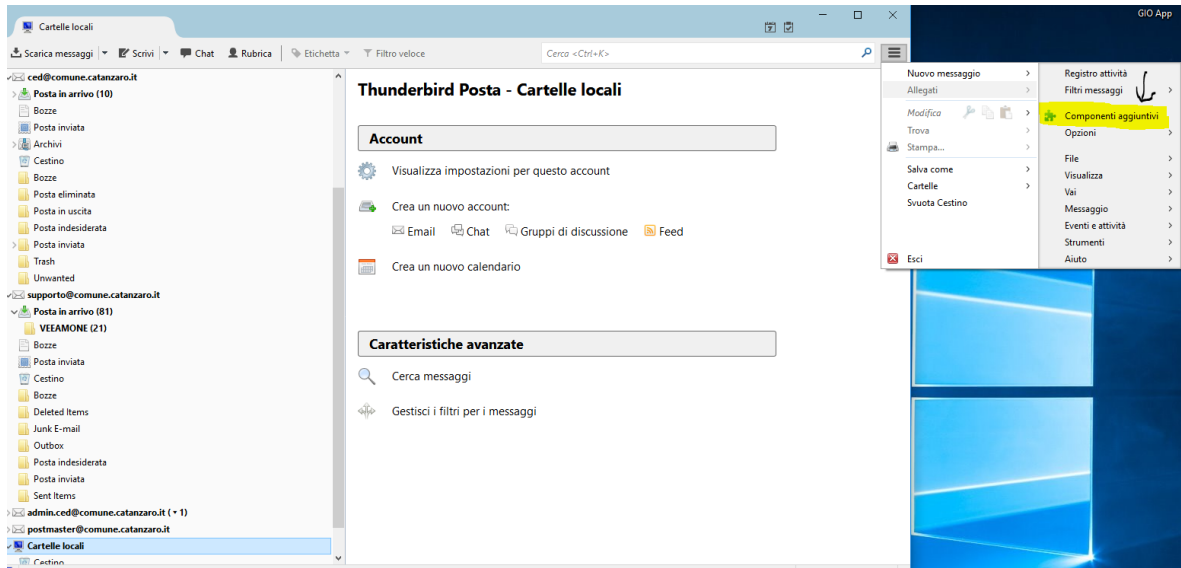 GIO App
Cartelle locali
Scarica messaggi
Scrivi
Chat
Rubrica
Etichetta
Filtro veloce
Cerca <Ctrl+K>
ced@comune.catanzaro.it
Posta in arrivo (10)
Bozze
Posta inviata
Archivi
Cestino
Bozze
Posta eliminata
Posta in uscita
Posta indesiderata
Posta inviata
Trash
Unwanted
supporto@comune.catanzaro.it
Posta in arrivo (81)
VEEAMONE (21)
Bozze
Posta inviata
Cestino
Bozze
Deleted Items
Junk E-mail
Outbox
Posta indesiderata
Posta inviata
Sent Items
admin.ced@comune.catanzaro.it (▾ 1)
postmaster@comune.catanzaro.it
Cartelle locali
Cestino
Thunderbird Posta - Cartelle locali
Account
Visualizza impostazioni per questo account
Crea un nuovo account:
Email Chat Gruppi di discussione Feed
Crea un nuovo calendario
Caratteristiche avanzate
Cerca messaggi
Gestisci i filtri per i messaggi
Nuovo messaggio
Allegati
Modifica
Trova
Stampa...
Salva come
Cartelle
Svuota Cestino
Esci
Registro attività
Filtri messaggi
Componenti aggiuntivi
Opzioni
File
Visualizza
Vai
Messaggio
Eventi e attività
Strumenti
Aiuto